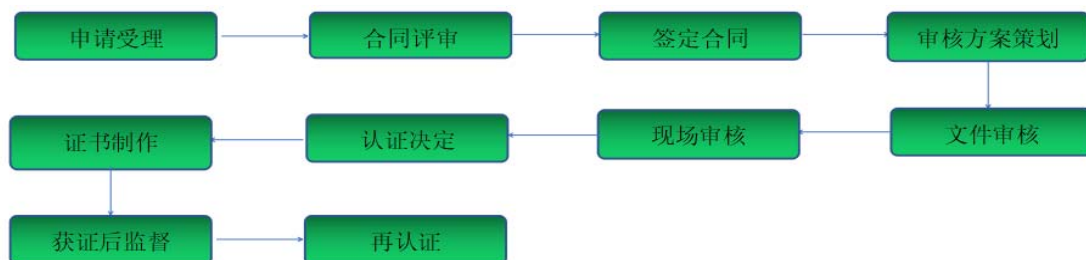 申请受理
合同评审
签定合同
审核方案策划
文件审核
现场审核
认证决定
证书制作
获证后监督
再认证